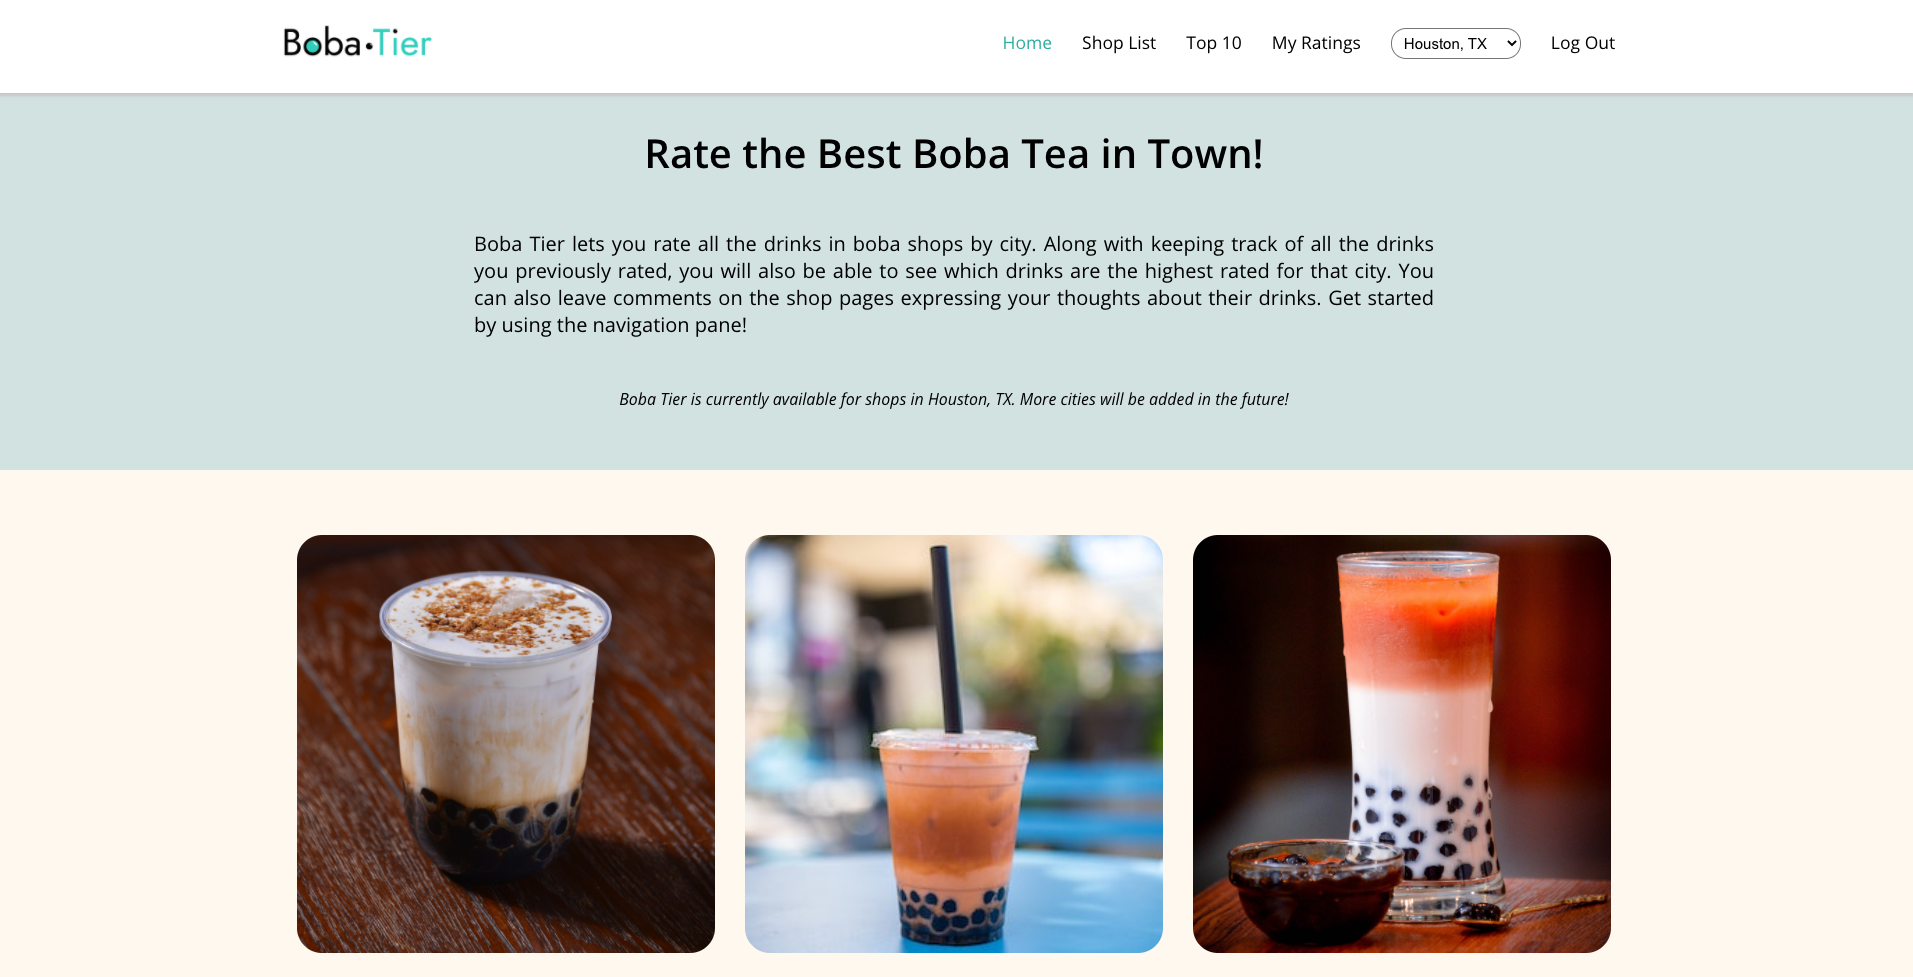 Boba•Tier
Home
Shop List
Top 10
My Ratings
Houston, TX
Log Out
Rate the Best Boba Tea in Town!
Boba Tier lets you rate all the drinks in boba shops by city. Along with keeping track of all the drinks
you previously rated, you will also be able to see which drinks are the highest rated for that city. You
can also leave comments on the shop pages expressing your thoughts about their drinks. Get started
by using the navigation pane!
Boba Tier is currently available for shops in Houston, TX. More cities will be added in the future!